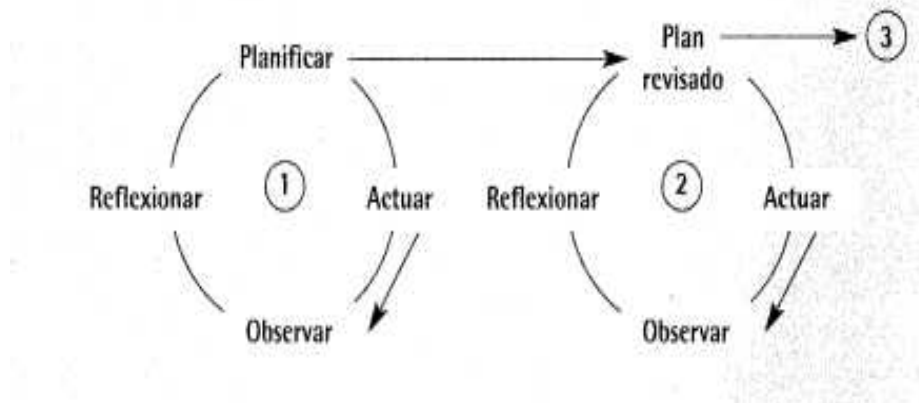 Planificar
Plan
revisado
3
Reflexionar
1
Actuar
Reflexionar
2
Actuar
Observar
Observar